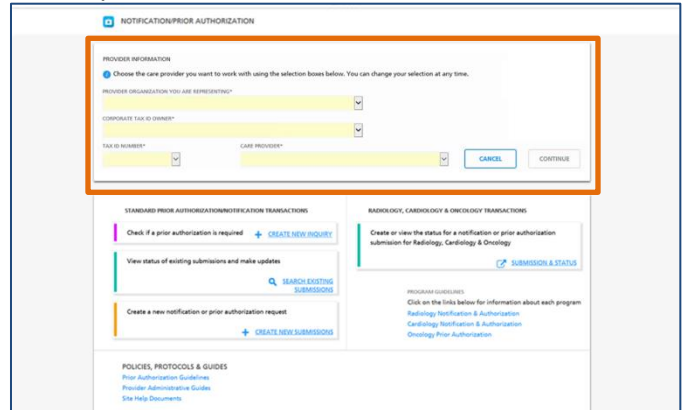 NOTIFICATION/PRIOR AUTHORIZATION
PROVIDER INFORMATION
Choose the care provider you want to work with using the selection boxes below. You can change your selection at any time.
PROVIDER ORGANIZATION YOU ARE REPRESENTING*
CORPORATE TAX ID OWNER*
TAX ID NUMBER*
CARE PROVIDER*
CANCEL
CONTINUE
STANDARD PRIOR AUTHORIZATION/NOTIFICATION TRANSACTIONS
Check if a prior authorization is required
CREATE NEW INQUIRY
View status of existing submissions and make updates
SEARCH EXISTING
SUBMISSIONS
Create a new notification or prior authorization request
CREATE NEW SUBMISSIONS
RADIOLOGY, CARDIOLOGY & ONCOLOGY TRANSACTIONS
Create or view the status for a notification or prior authorization
submission for Radiology, Cardiology & Oncology
SUBMISSION & STATUS
PROGRAM GUIDELINES
Click on the links below for information about each program
Radiology Notification & Authorization
Cardiology Notification & Authorization
Oncology Prior Authorization
POLICIES, PROTOCOLS & GUIDES
Prior Authorization Guidelines
Provider Administrative Guides
Site Help Documents